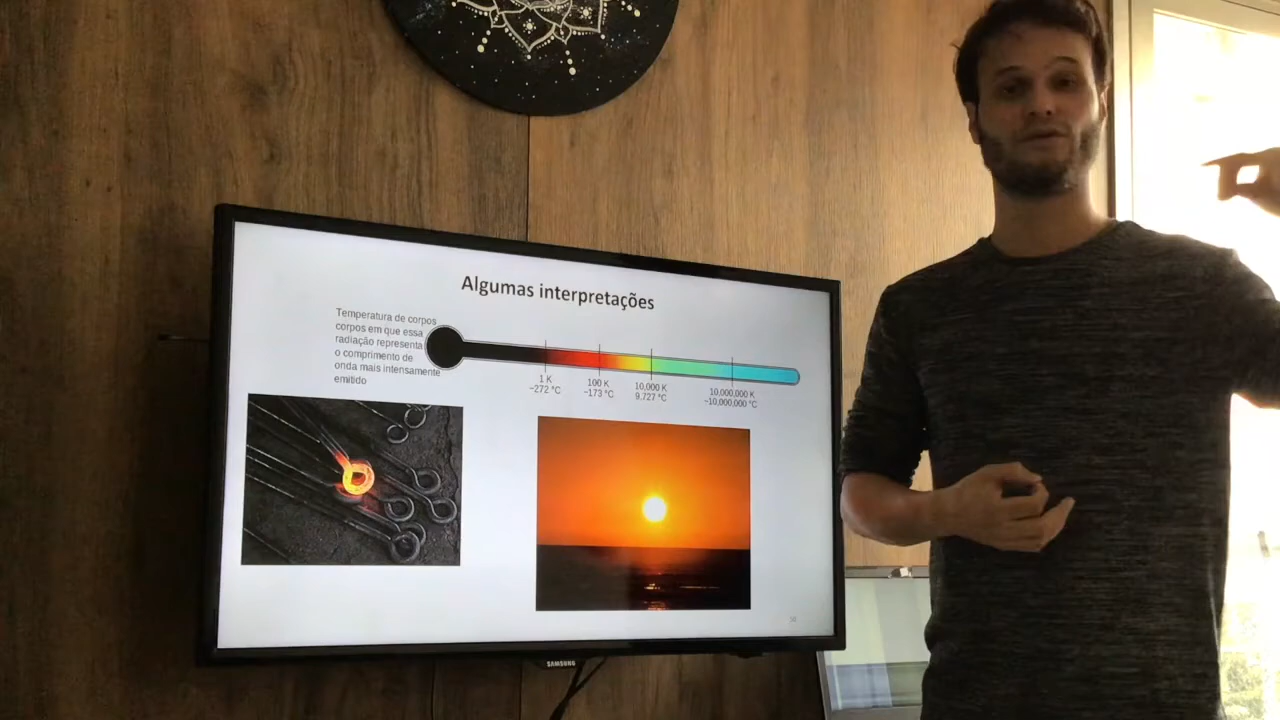 Algumas interpretações
Temperatura de corpos
corpos em que essa
radiação representa
o comprimento de
onda mais intensamente
emitido
1 K
−272 °C
100 K
−173 °C
10,000 K
9.727 °C
10,000,000 K
~10,000,000 °C
SAMSUNG